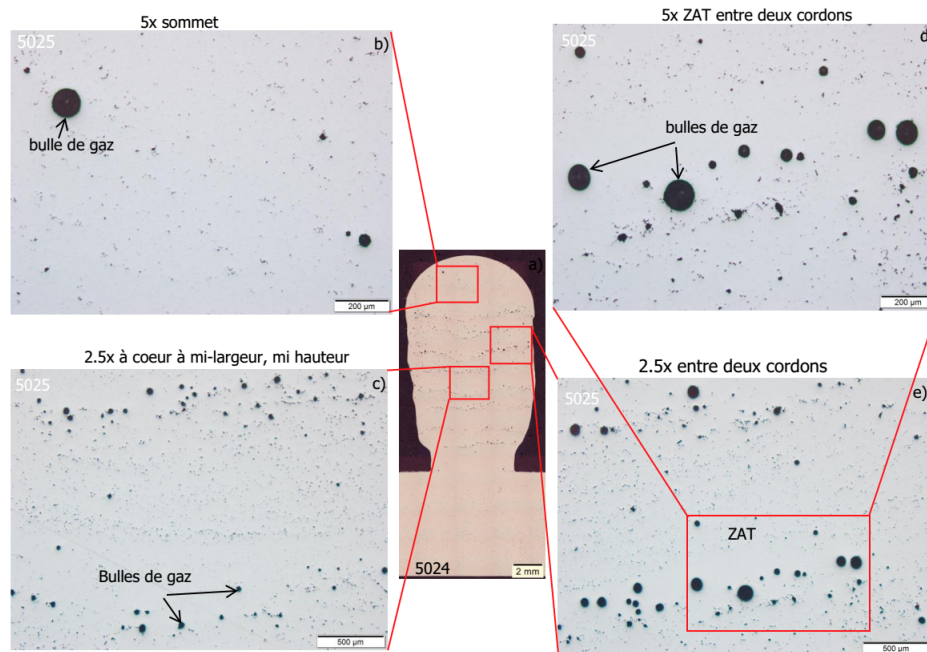 5x sommet
5025
b)
bulle de gaz
200 µm
5x ZAT entre deux cordons
5025
d)
bulles de gaz
200 µm
a)
5024
2 mm
2.5x à coeur à mi-largeur, mi hauteur
5025
c)
Bulles de gaz
500 µm
2.5x entre deux cordons
5025
e)
ZAT
500 µm